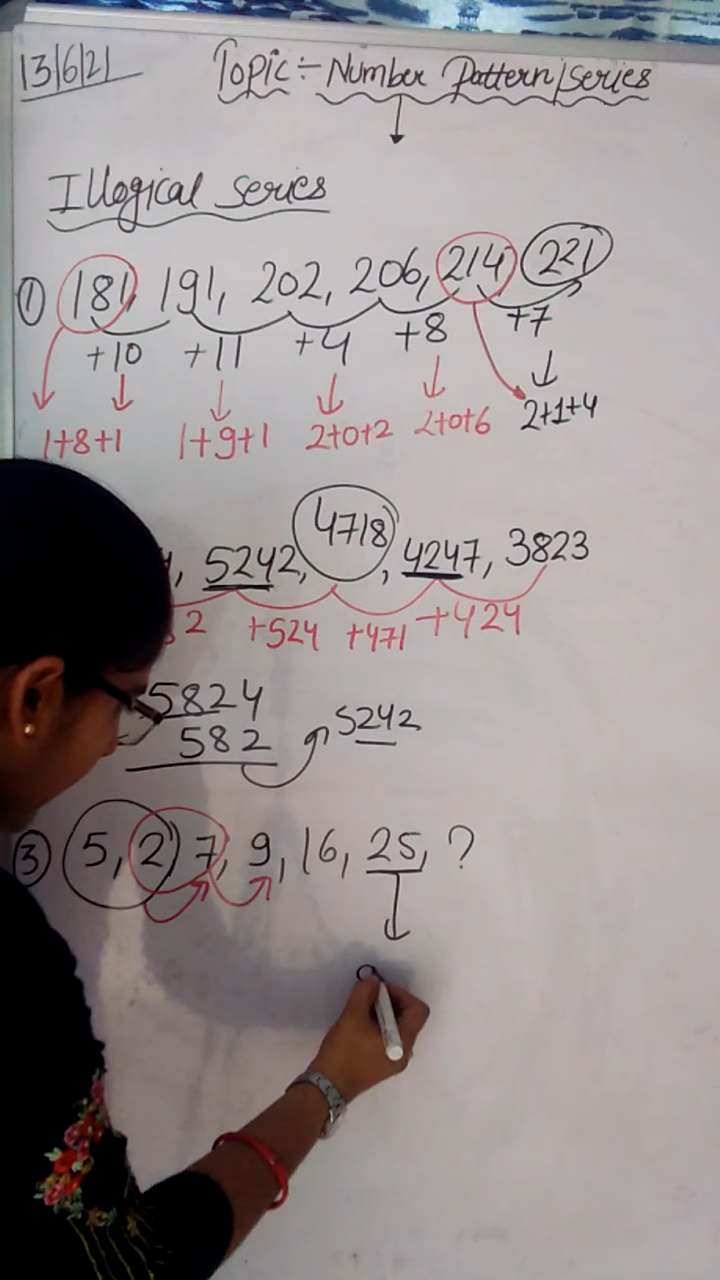 13/6/21
Topic:- Number Pattern/series
Illogical series
① 181, 191, 202, 206, 214, 221
+10 +11 +4 +8 +7
1+8+1 1+9+1 2+0+2 2+0+6 2+1+4
, 5242, 4718, 4247, 3823
2 +524 +471 +424
5824
582 5242
③ 5, 2, 7, 9, 16, 25, ?